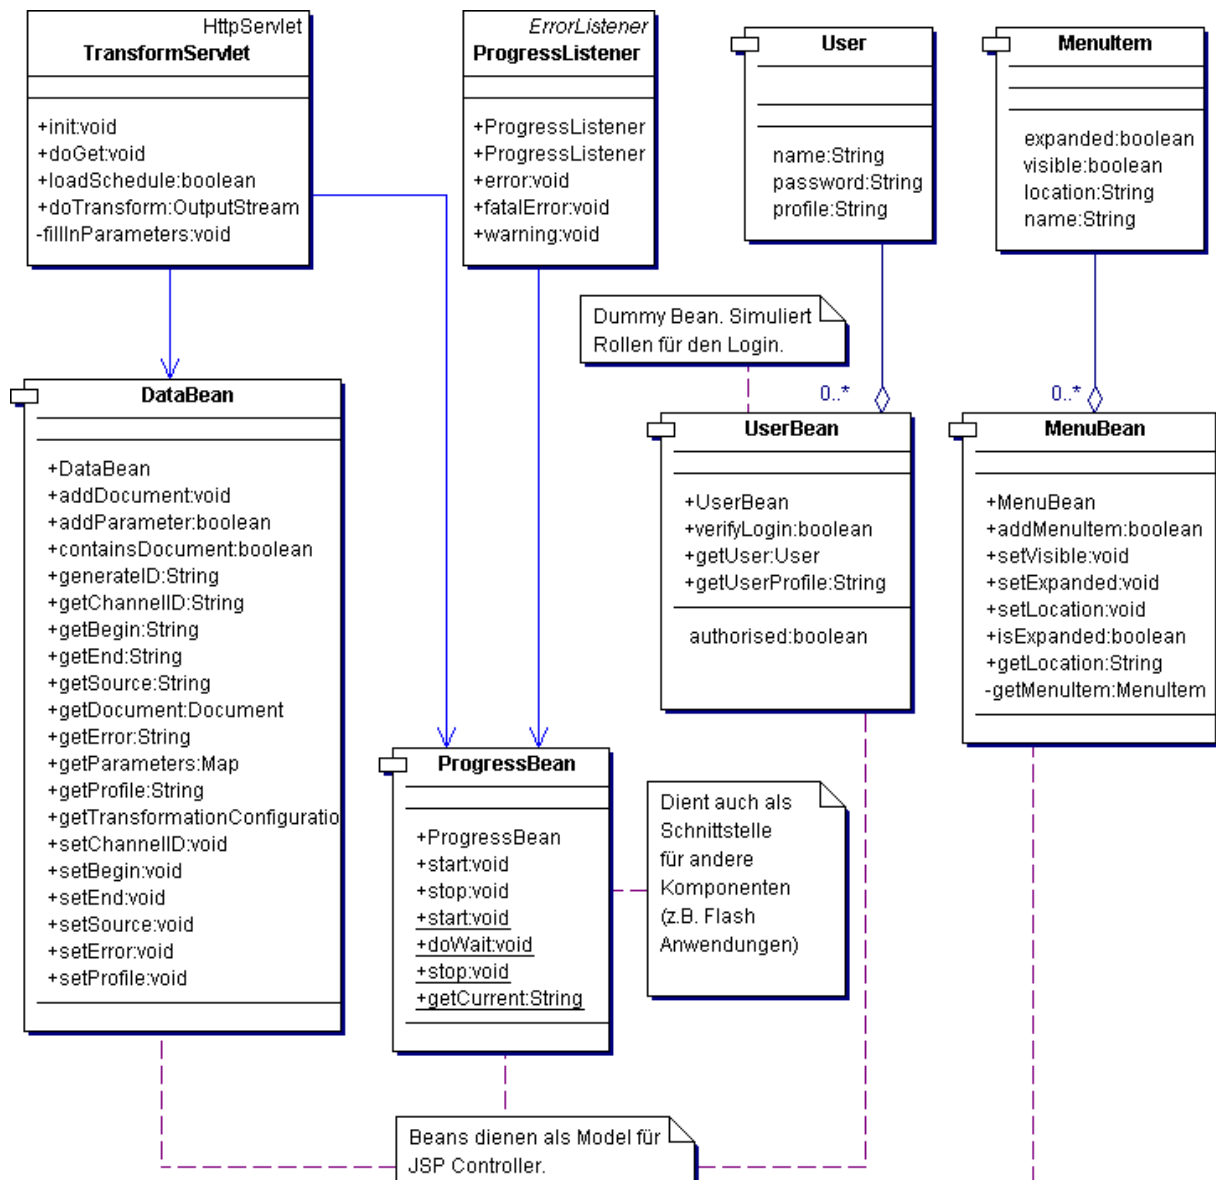 HttpServlet
TransformServlet
+init:void
+doGet:void
+loadSchedule:boolean
+doTransform:OutputStream
-fillInParameters:void
ErrorListener
ProgressListener
+ProgressListener
+ProgressListener
+error:void
+fatalError:void
+warning:void
User
name:String
password:String
profile:String
MenuItem
expanded:boolean
visible:boolean
location:String
name:String
Dummy Bean. Simuliert
Rollen für den Login.
0..*
0..*
DataBean
+DataBean
+addDocument:void
+addParameter:boolean
+containsDocument:boolean
+generateID:String
+getChannelID:String
+getBegin:String
+getEnd:String
+getSource:String
+getDocument:Document
+getError:String
+getParameters:Map
+getProfile:String
+getTransformationConfiguratio
+setChannelID:void
+setBegin:void
+setEnd:void
+setSource:void
+setError:void
+setProfile:void
UserBean
+UserBean
+verifyLogin:boolean
+getUser:User
+getUserProfile:String
authorised:boolean
MenuBean
+MenuBean
+addMenuItem:boolean
+setVisible:void
+setExpanded:void
+setLocation:void
+isExpanded:boolean
+getLocation:String
-getMenuItem:MenuItem
ProgressBean
+ProgressBean
+start:void
+stop:void
+start:void
+doWait:void
+stop:void
+getCurrent:String
Dient auch als
Schnittstelle
für andere
Komponenten
(z.B. Flash
Anwendungen)
Beans dienen als Model für
JSP Controller.